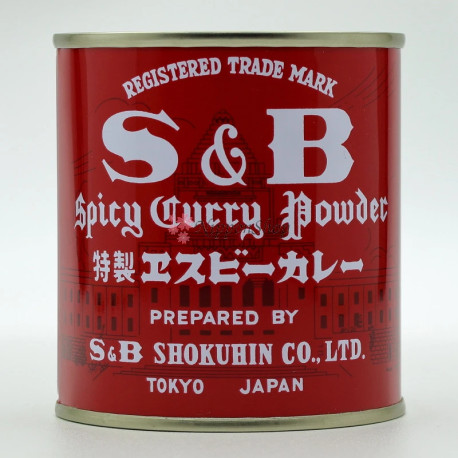 REGISTERED TRADE MARK
S & B
Spicy Curry Powder
特製 ヱスビーカレー
PREPARED BY
S&B SHOKUHIN CO., LTD.
TOKYO JAPAN